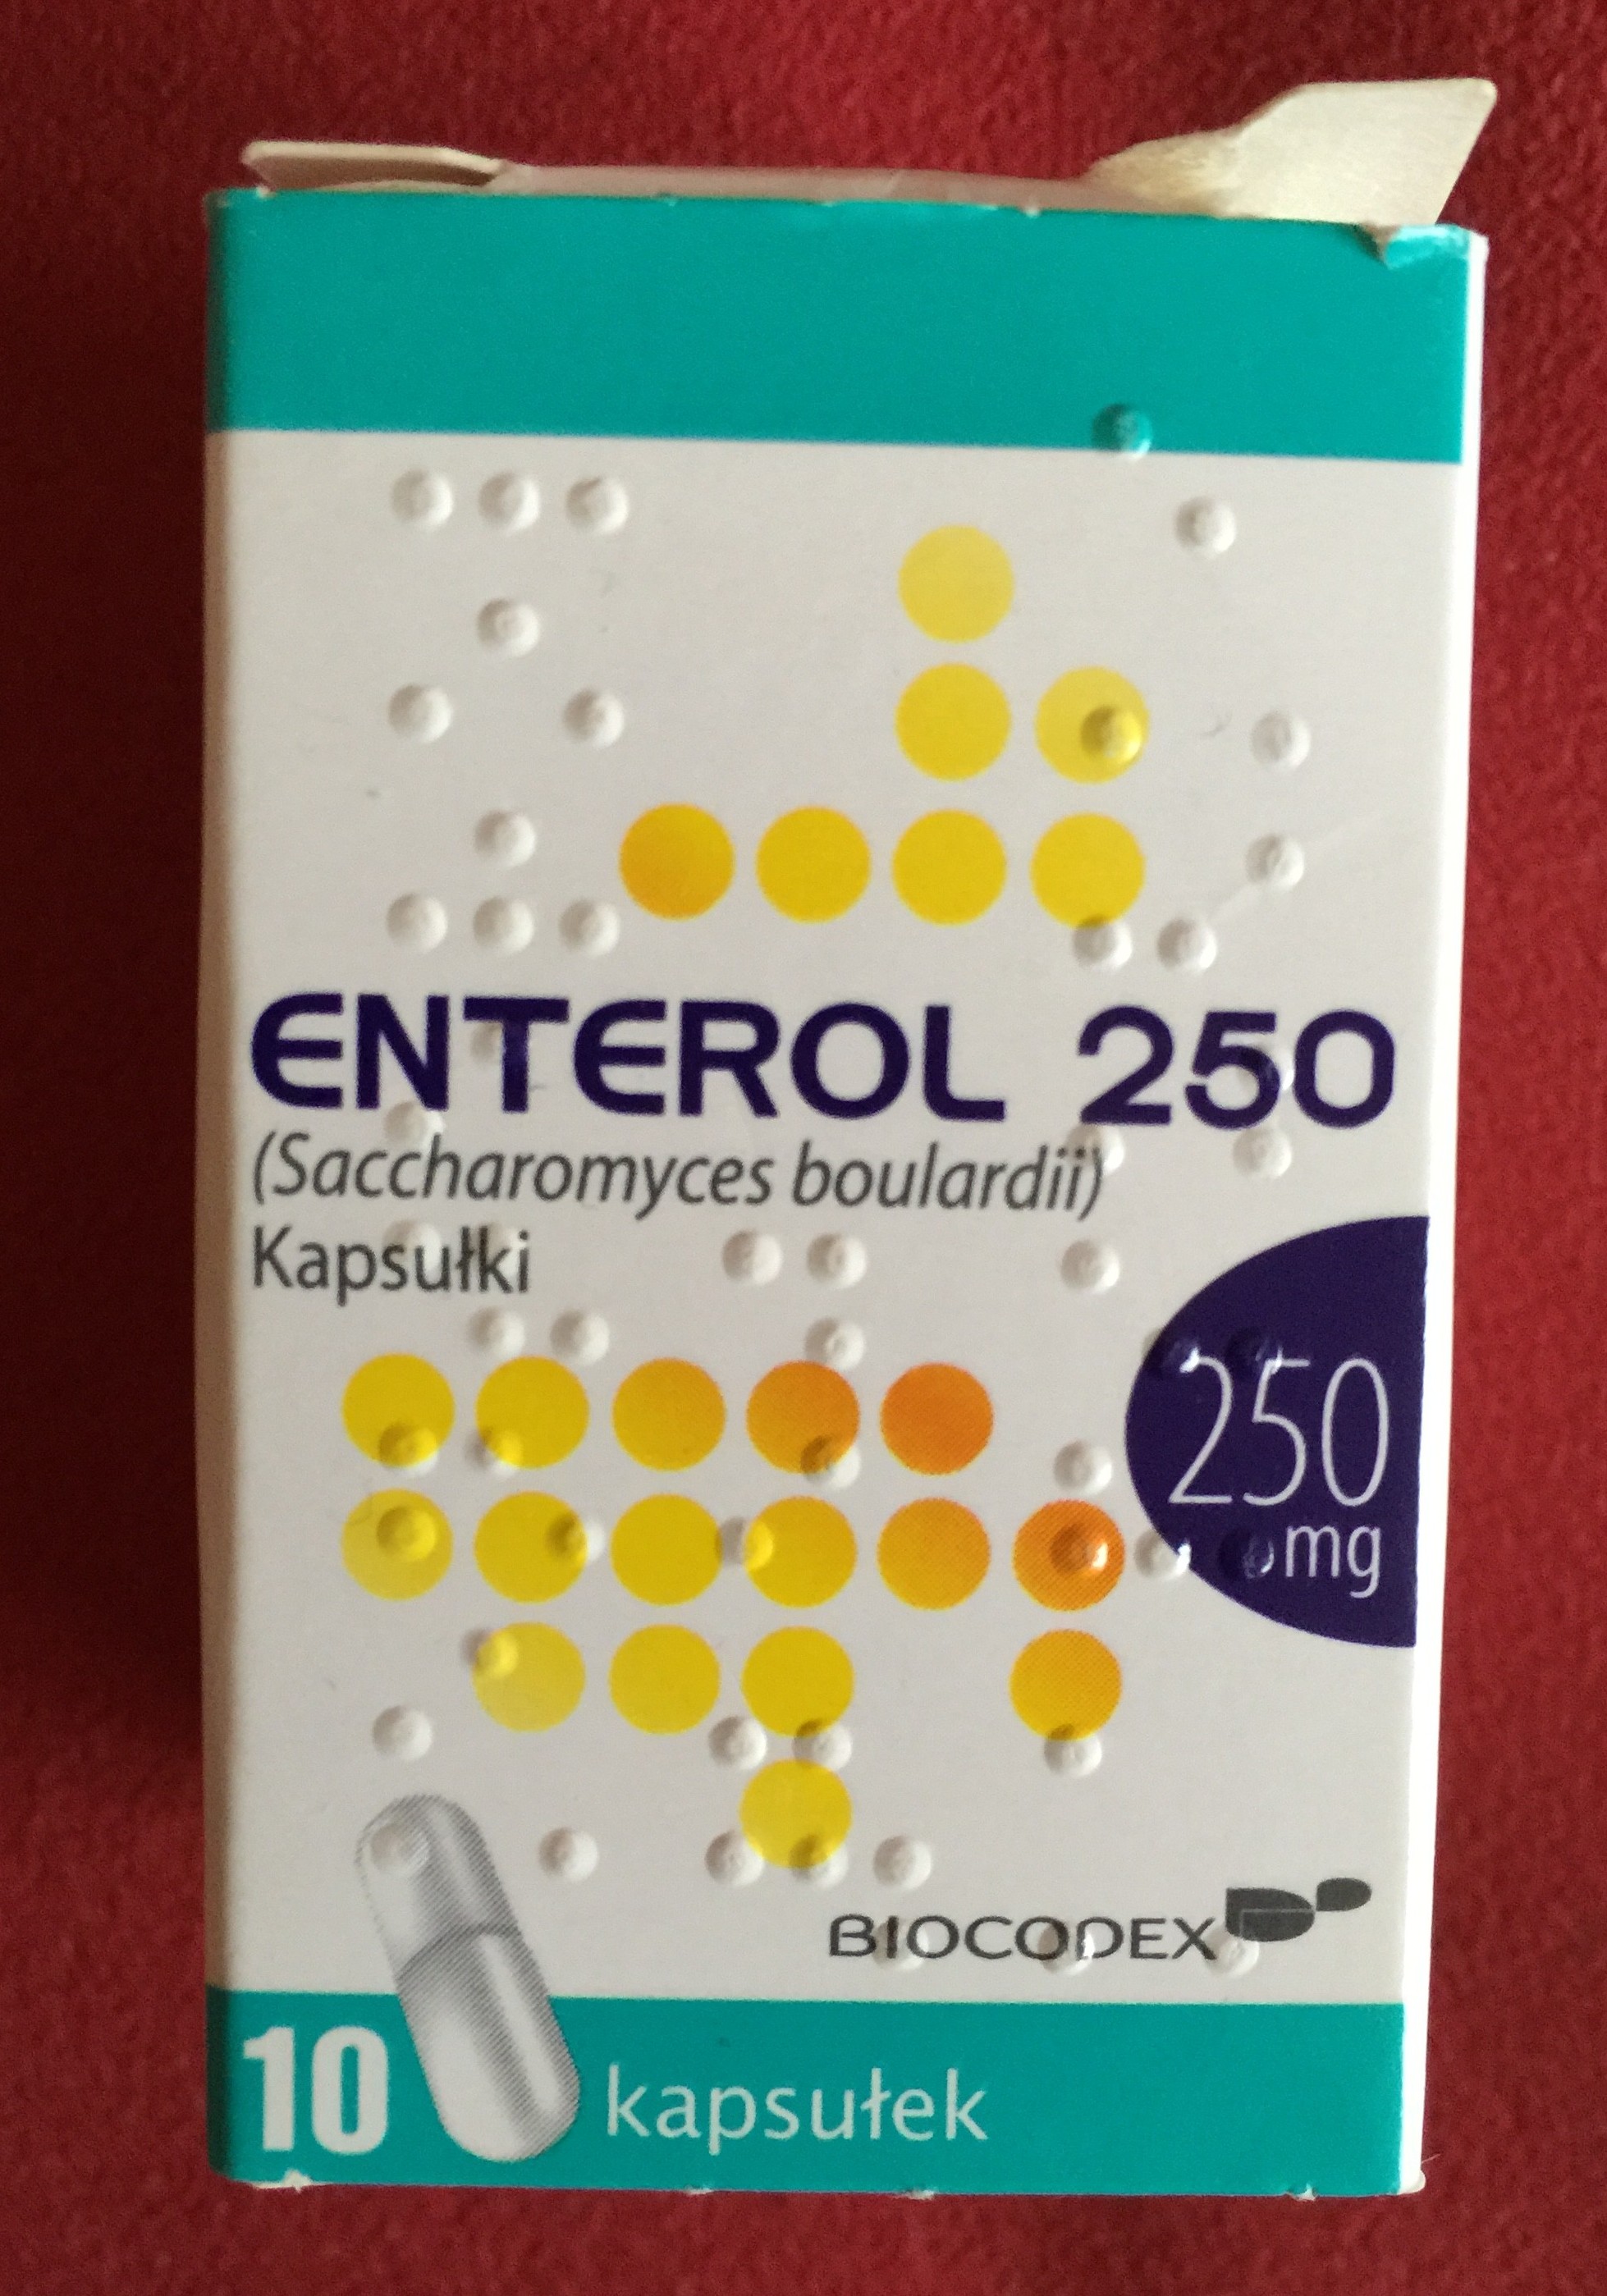 ENTEROL 250
(Saccharomyces boulardii)
Kapsułki
250
mg
BIOCODEX
10 kapsułek